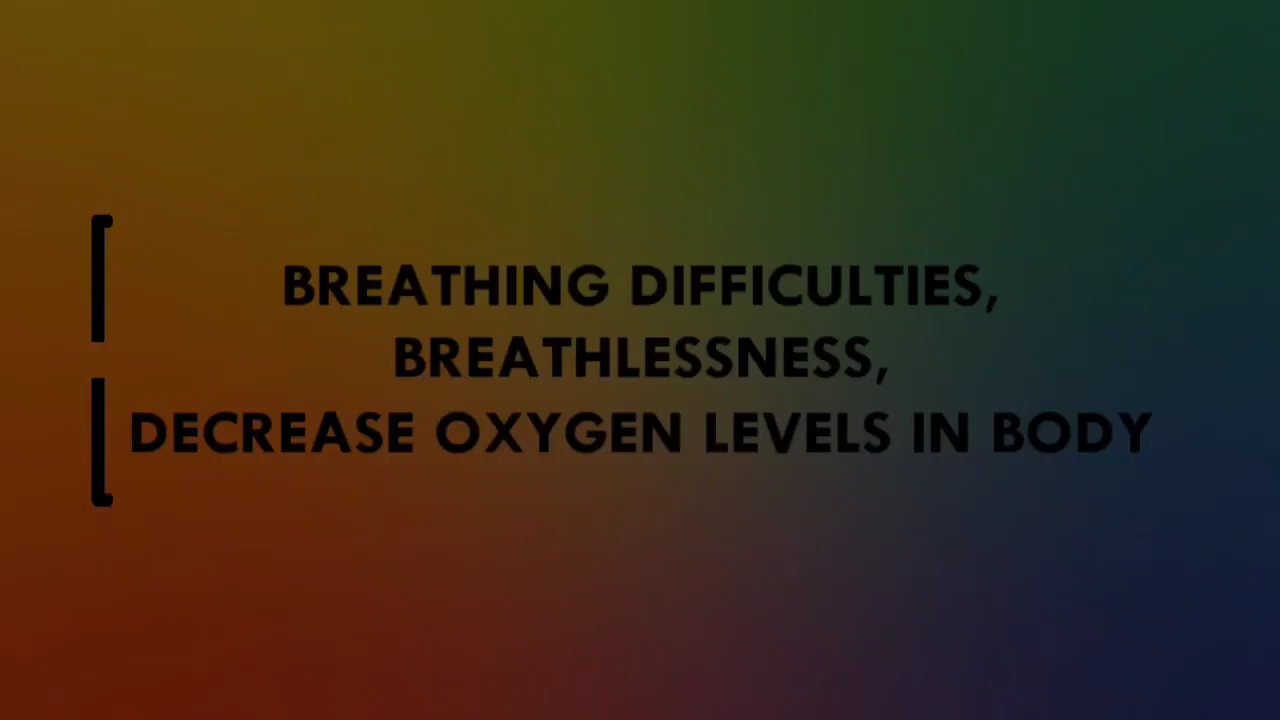 BREATHING DIFFICULTIES,
BREATHLESSNESS,
DECREASE OXYGEN LEVELS IN BODY